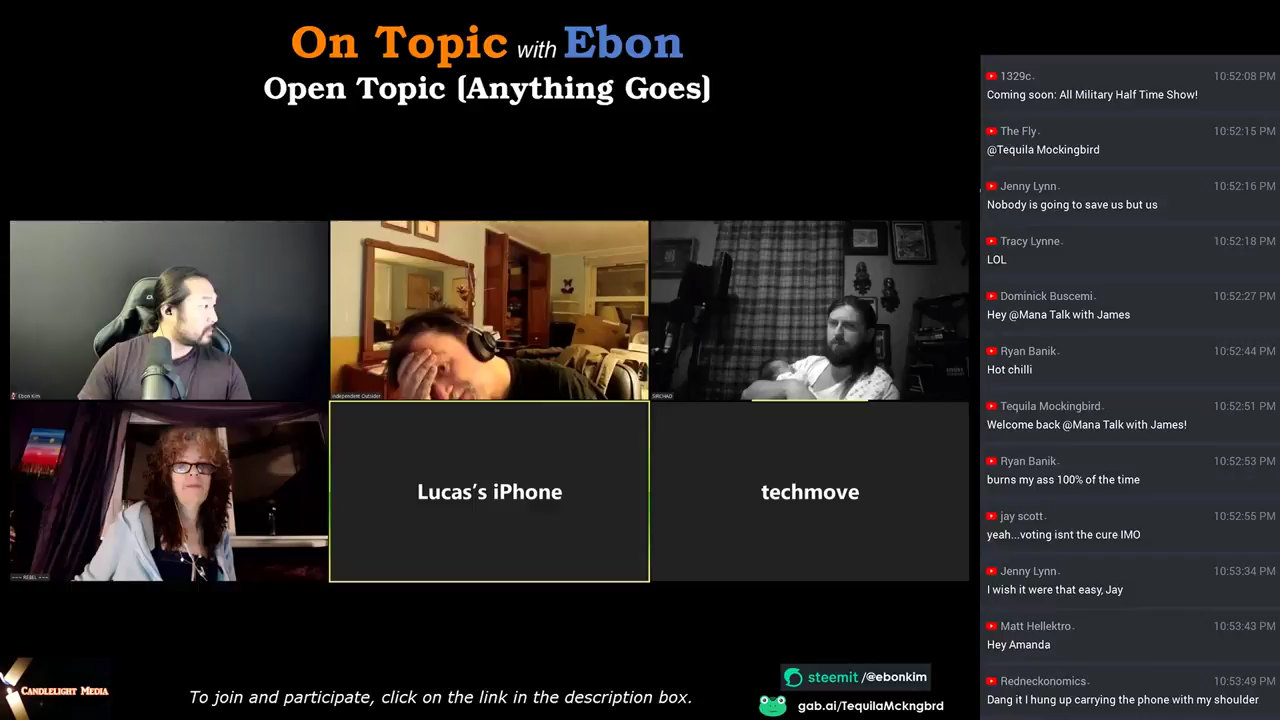 On Topic with Ebon
Open Topic (Anything Goes)
Ebon Kim
Independent Outsider
SIRCHAD
--- REBEL ---
Lucas's iPhone
techmove
CANDLELIGHT MEDIA
To join and participate, click on the link in the description box.
steemit /@ebonkim
gab.ai/TequilaMckngbrd
1329c. 10:52:08 PM
Coming soon: All Military Half Time Show!
The Fly. 10:52:15 PM
@Tequila Mockingbird
Jenny Lynn. 10:52:16 PM
Nobody is going to save us but us
Tracy Lynne. 10:52:18 PM
LOL
Dominick Buscemi. 10:52:27 PM
Hey @Mana Talk with James
Ryan Banik. 10:52:44 PM
Hot chilli
Tequila Mockingbird. 10:52:51 PM
Welcome back @Mana Talk with James!
Ryan Banik. 10:52:53 PM
burns my ass 100% of the time
jay scott. 10:52:55 PM
yeah...voting isnt the cure IMO
Jenny Lynn. 10:53:34 PM
I wish it were that easy, Jay
Matt Hellektro. 10:53:43 PM
Hey Amanda
Redneckonomics. 10:53:49 PM
Dang it I hung up carrying the phone with my shoulder